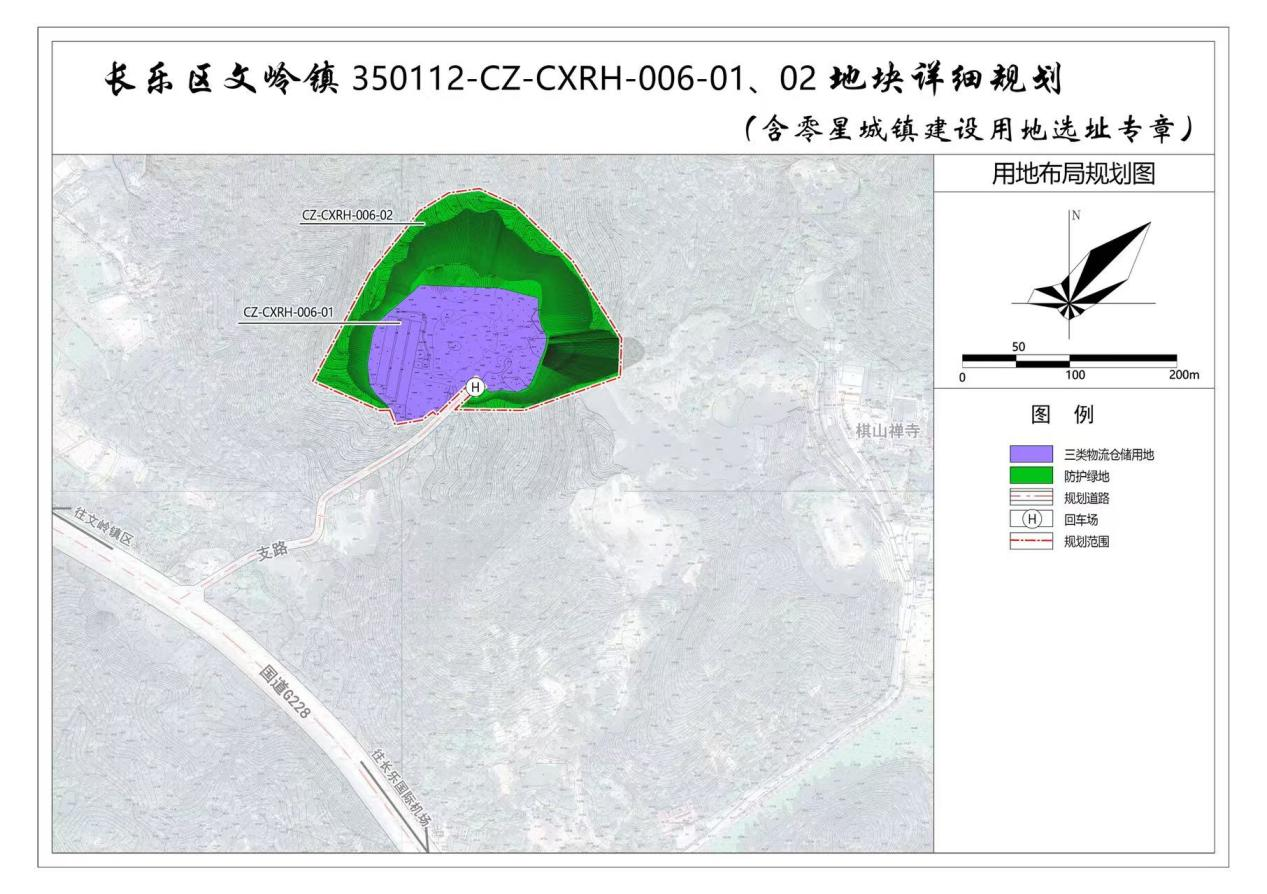 长乐区文岭镇 350112-CZ-CXRH-006-01、02 地块详细规划
（含零星城镇建设用地选址专章）
用地布局规划图
N
50
0
100
200m
图 例
三类物流仓储用地
防护绿地
规划道路
H 回车场
规划范围
CZ-CXRH-006-02
CZ-CXRH-006-01
H
棋山禅寺
往文岭镇区
支路
国道G228
往长乐国际机场